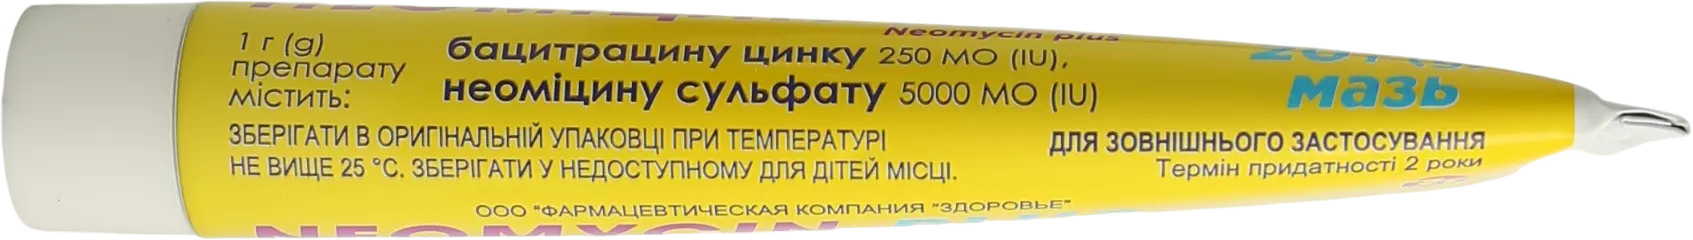 Neomycin plus
1 г (g)
препарату
містить:
бацитрацину цинку 250 МО (IU),
неоміцину сульфату 5000 МО (IU)
мазь
ЗБЕРІГАТИ В ОРИГІНАЛЬНІЙ УПАКОВЦІ ПРИ ТЕМПЕРАТУРІ
НЕ ВИЩЕ 25 °С. ЗБЕРІГАТИ У НЕДОСТУПНОМУ ДЛЯ ДІТЕЙ МІСЦІ.
ДЛЯ ЗОВНІШНЬОГО ЗАСТОСУВАННЯ
Термін придатності 2 роки
ООО "ФАРМАЦЕВТИЧЕСКАЯ КОМПАНИЯ "ЗДОРОВЬЕ"
NEOMYCIN